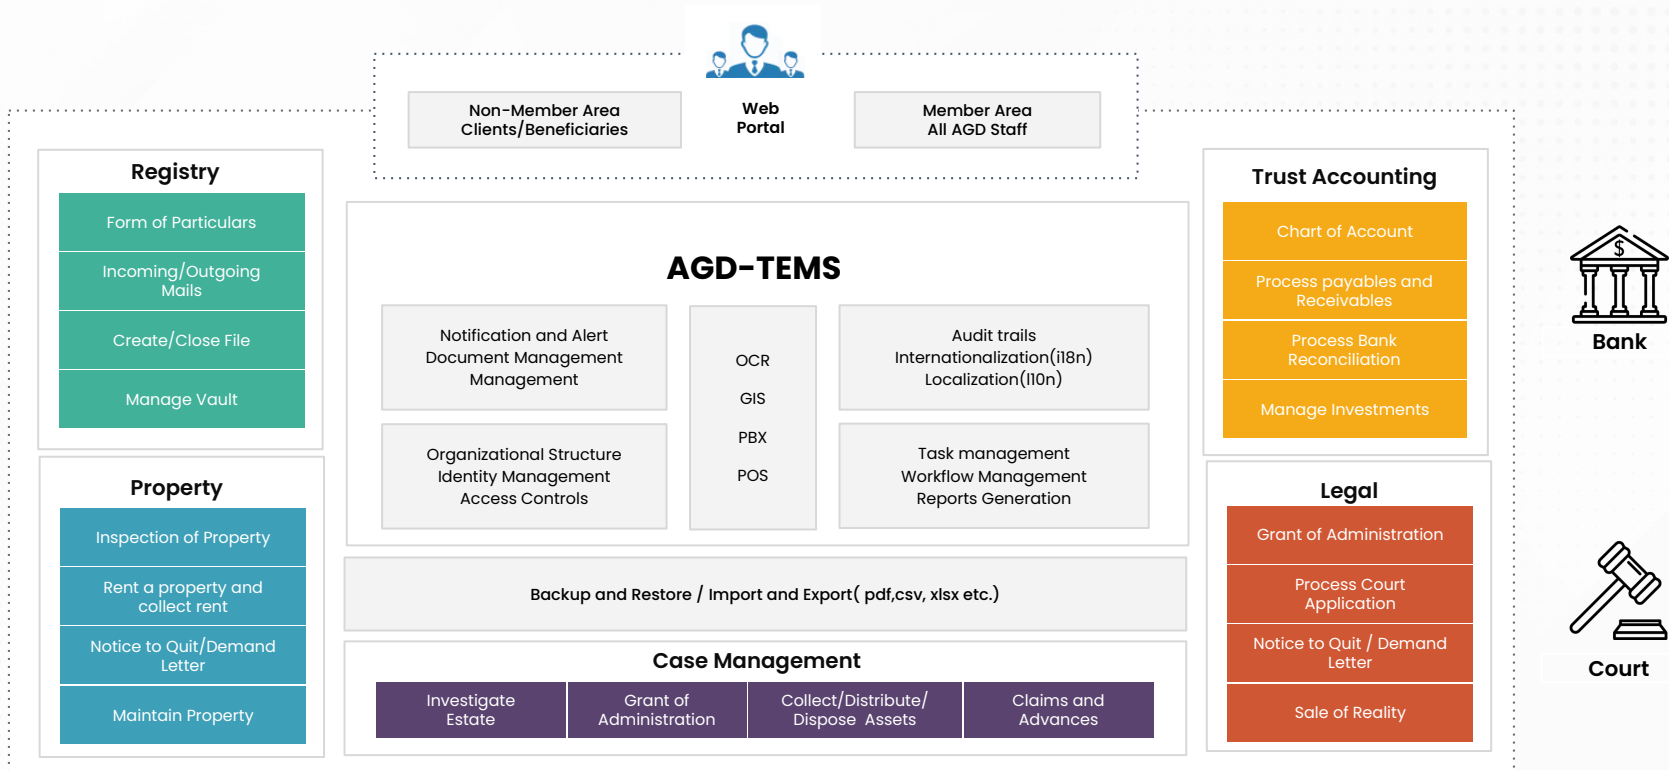 Non-Member Area
Clients/Beneficiaries
Web
Portal
Member Area
All AGD Staff
Registry
Form of Particulars
Incoming/Outgoing
Mails
Create/Close File
Manage Vault
Property
Inspection of Property
Rent a property and
collect rent
Notice to Quit/Demand
Letter
Maintain Property
AGD-TEMS
Notification and Alert
Document Management
Management
Organizational Structure
Identity Management
Access Controls
OCR
GIS
PBX
POS
Audit trails
Internationalization(i18n)
Localization(l10n)
Task management
Workflow Management
Reports Generation
Backup and Restore / Import and Export( pdf,csv, xlsx etc.)
Case Management
Investigate
Estate
Grant of
Administration
Collect/Distribute/
Dispose Assets
Claims and
Advances
Trust Accounting
Chart of Account
Process payables and
Receivables
Process Bank
Reconciliation
Manage Investments
Legal
Grant of Administration
Process Court
Application
Notice to Quit / Demand
Letter
Sale of Reality
$
Bank
Court